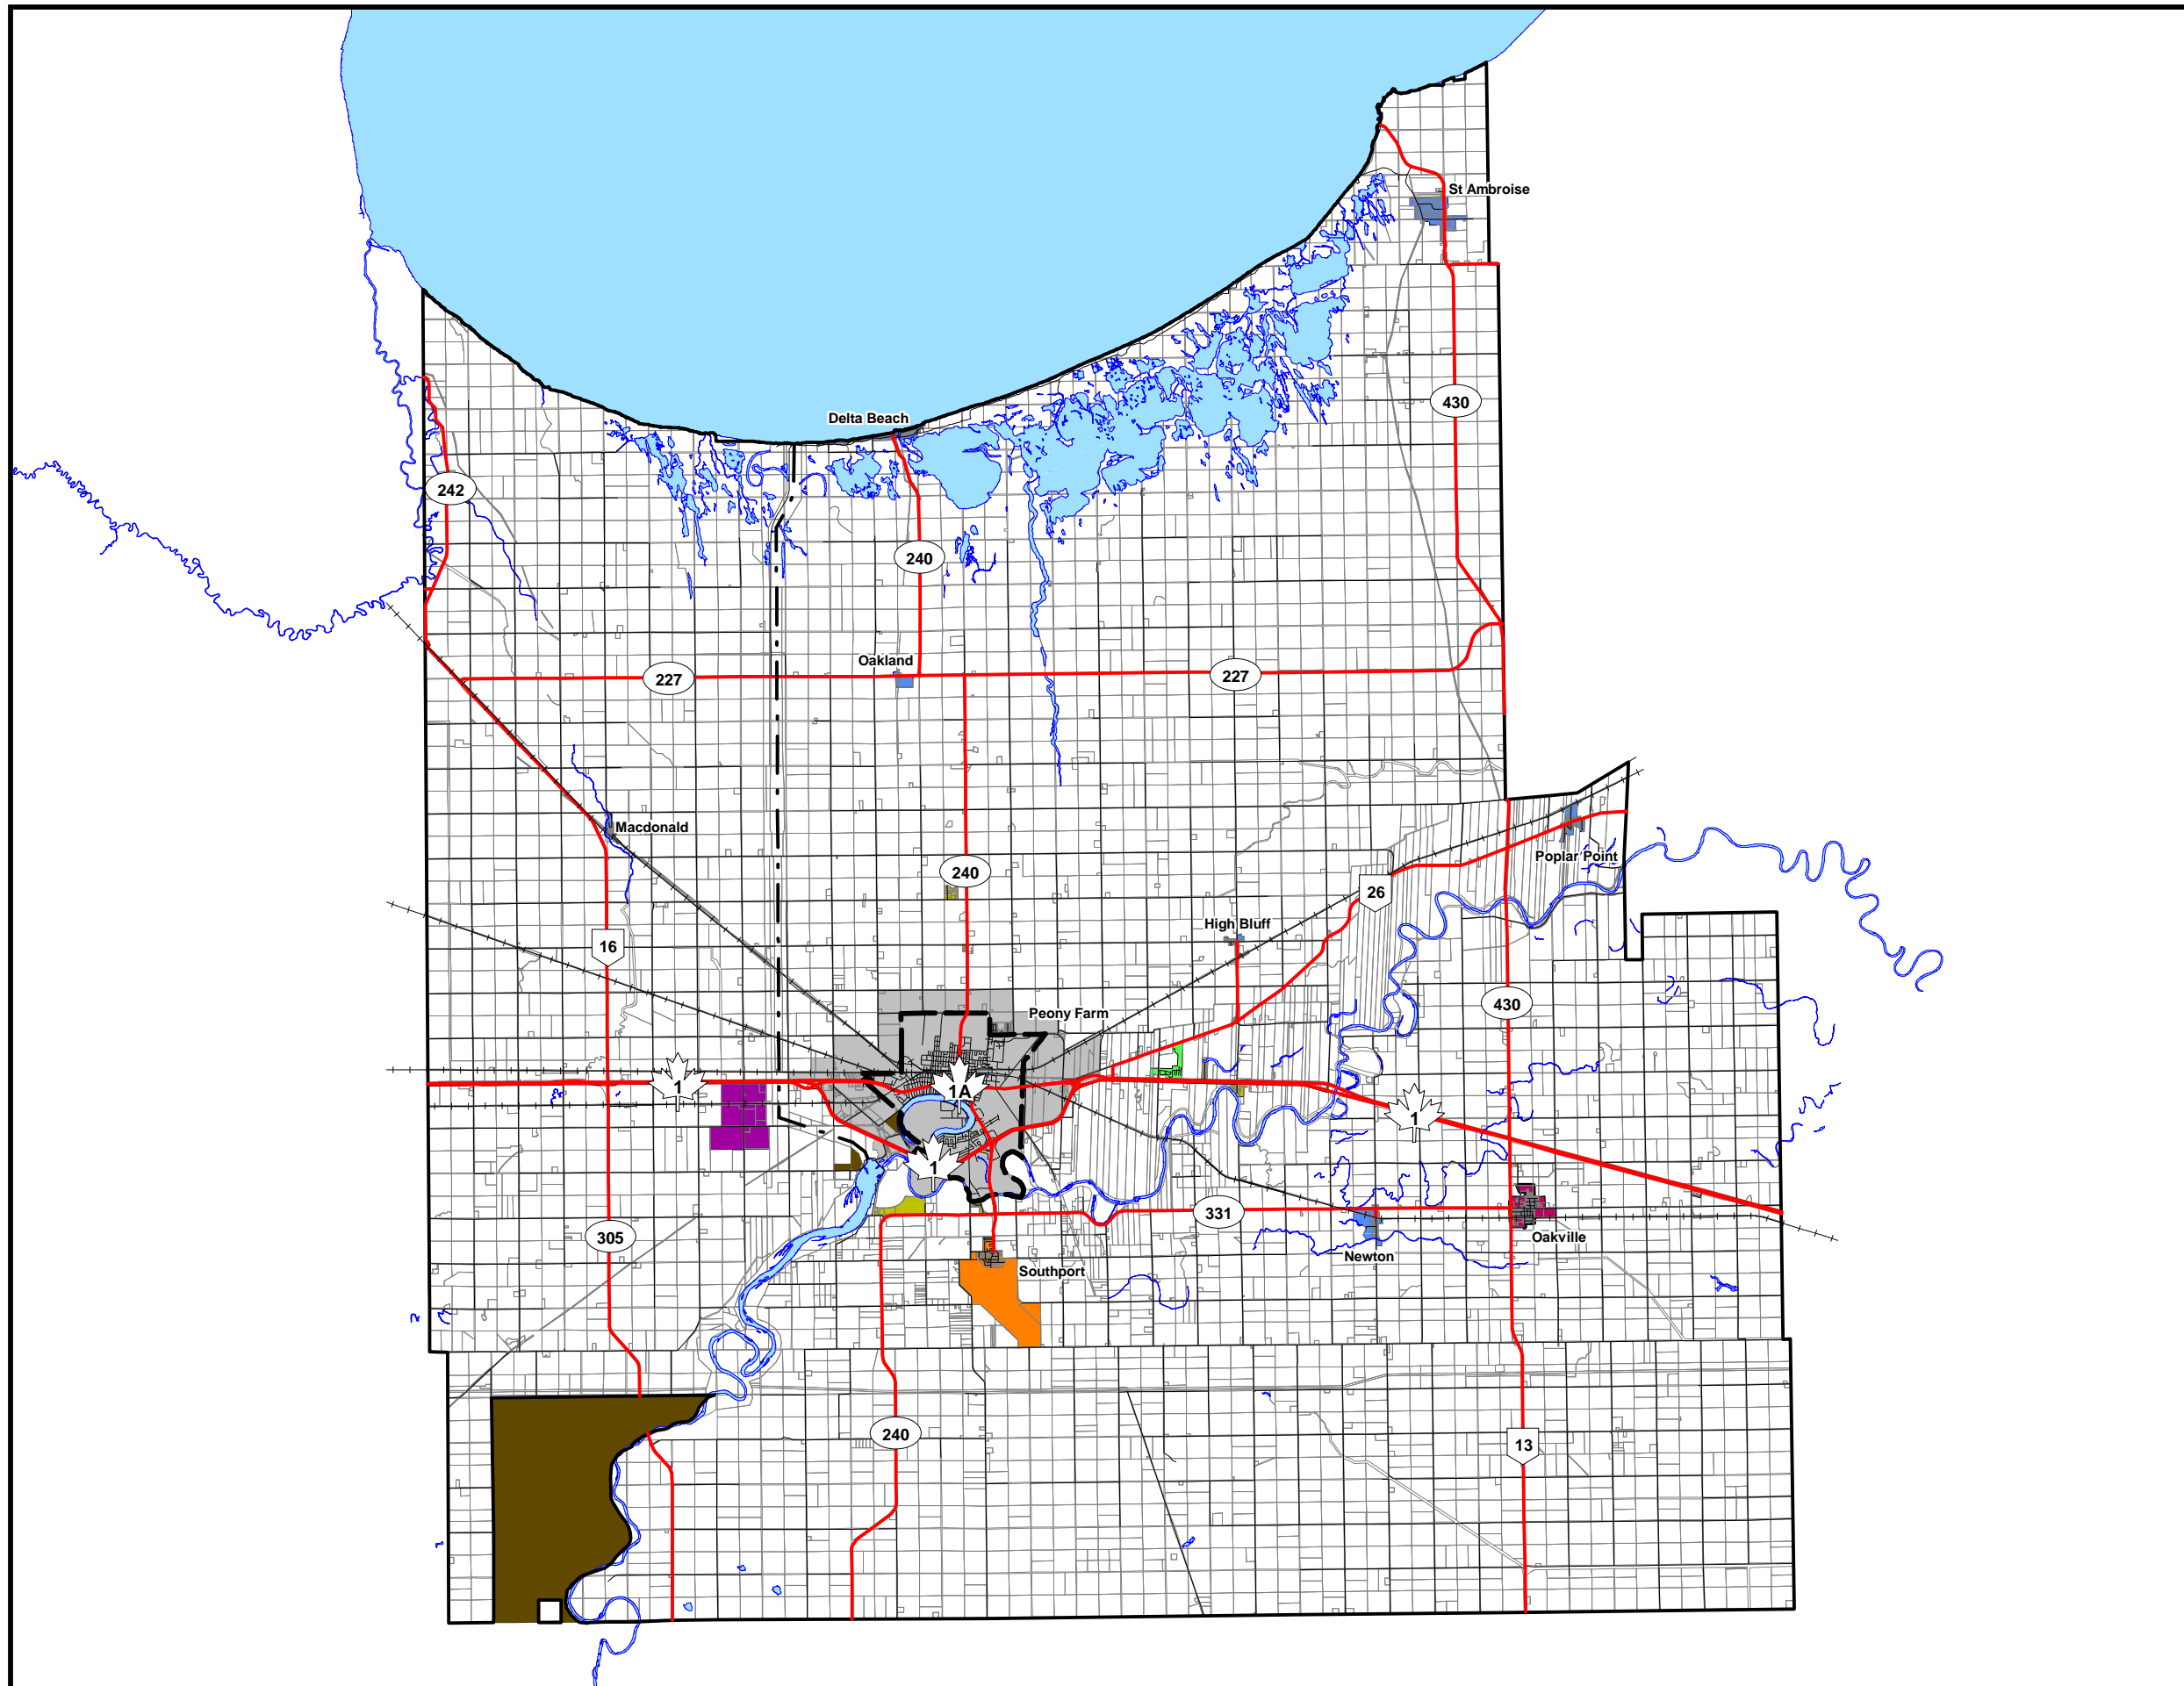 St Ambroise
430
Delta Beach
242
240
Oakland
227
227
Macdonald
Poplar Point
240
26
High Bluff
16
430
Peony Farm
1
1A
1
1
331
305
Oakville
Newton
Southport
240
13